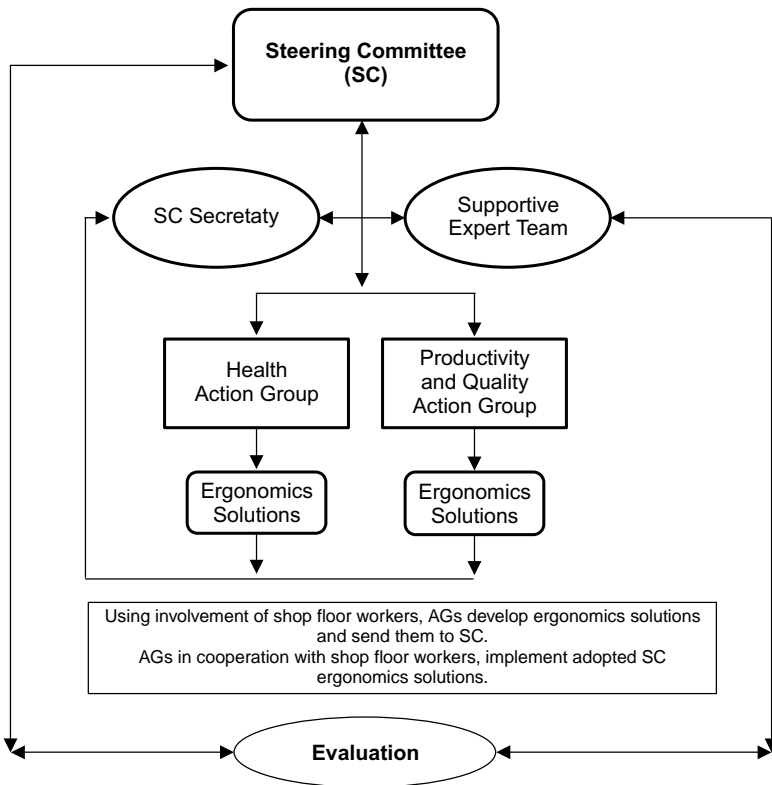 Steering Committee
(SC)
SC Secretaty
Supportive
Expert Team
Health
Action Group
Productivity
and Quality
Action Group
Ergonomics
Solutions
Ergonomics
Solutions
Using involvement of shop floor workers, AGs develop ergonomics solutions
and send them to SC.
AGs in cooperation with shop floor workers, implement adopted SC
ergonomics solutions.
Evaluation